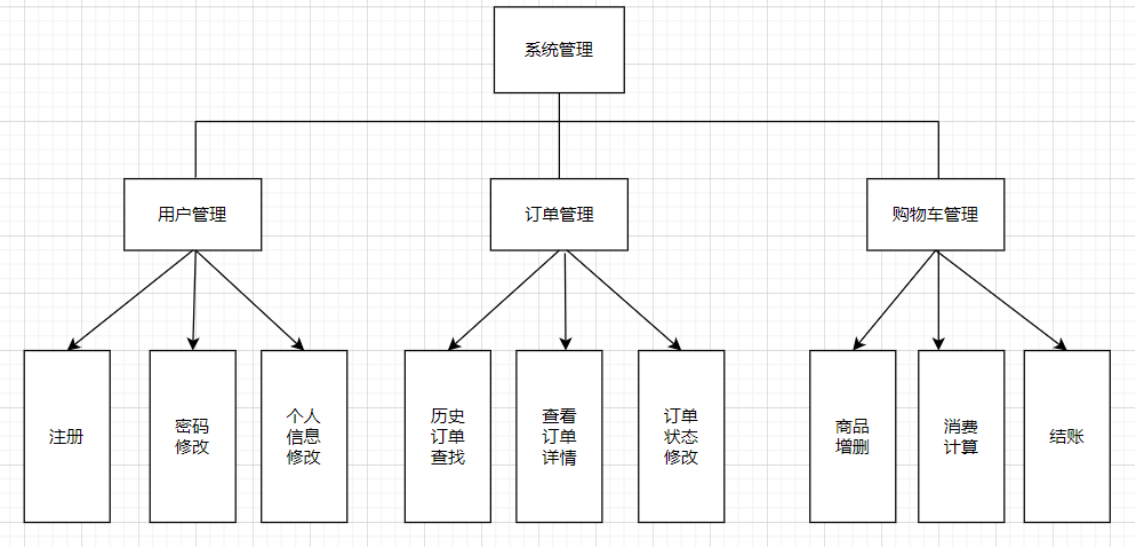 系统管理
用户管理
订单管理
购物车管理
注册
密码
修改
个人
信息
修改
历史
订单
查找
查看
订单
详情
订单
状态
修改
商品
增删
消费
计算
结账